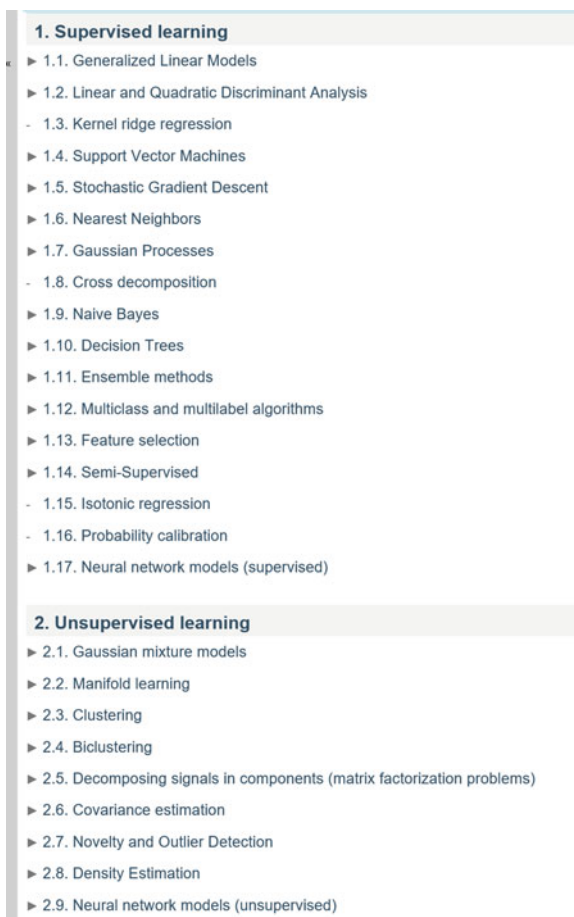 1. Supervised learning
«
► 1.1. Generalized Linear Models
► 1.2. Linear and Quadratic Discriminant Analysis
- 1.3. Kernel ridge regression
► 1.4. Support Vector Machines
► 1.5. Stochastic Gradient Descent
► 1.6. Nearest Neighbors
► 1.7. Gaussian Processes
- 1.8. Cross decomposition
► 1.9. Naive Bayes
► 1.10. Decision Trees
► 1.11. Ensemble methods
► 1.12. Multiclass and multilabel algorithms
► 1.13. Feature selection
► 1.14. Semi-Supervised
- 1.15. Isotonic regression
- 1.16. Probability calibration
► 1.17. Neural network models (supervised)
2. Unsupervised learning
► 2.1. Gaussian mixture models
► 2.2. Manifold learning
► 2.3. Clustering
► 2.4. Biclustering
► 2.5. Decomposing signals in components (matrix factorization problems)
► 2.6. Covariance estimation
► 2.7. Novelty and Outlier Detection
► 2.8. Density Estimation
► 2.9. Neural network models (unsupervised)